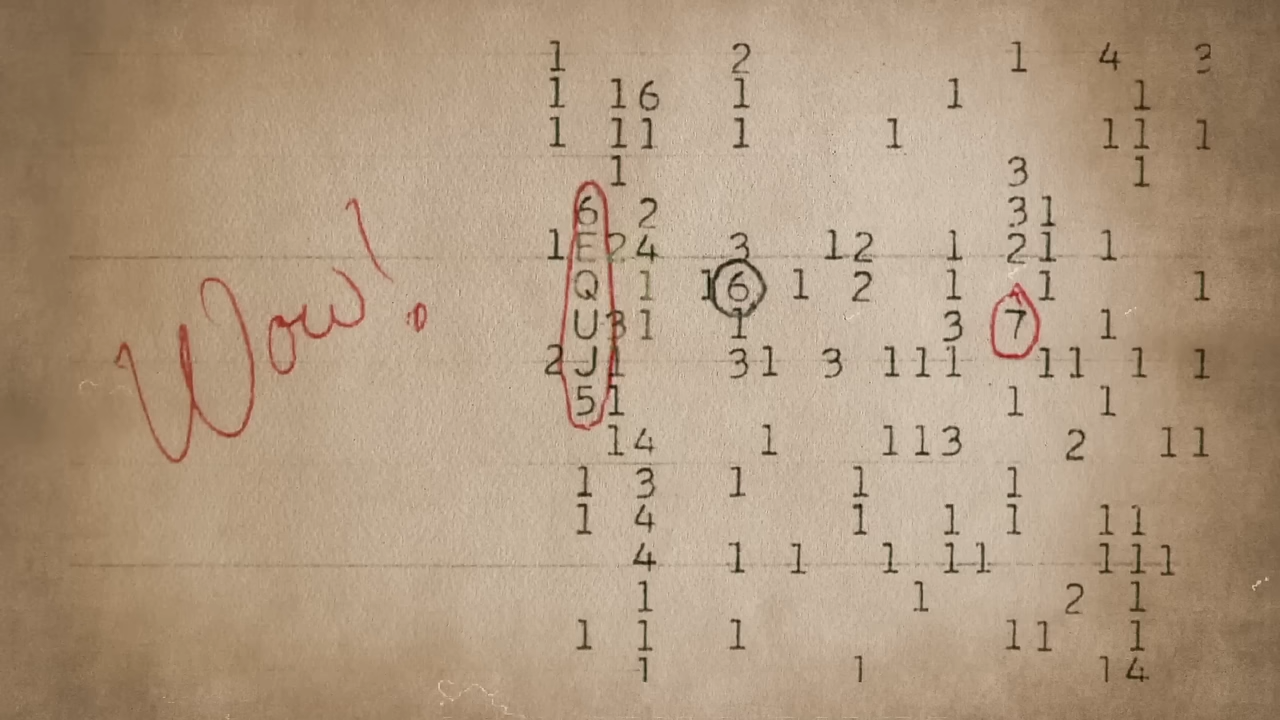 1 2 1 4 3
1 16 1 1 1
1 11 1 1 11 1
1 3 1
6 2 31
1E24 3 12 1 21 1
Q 1 16 1 2 1 1 1
U31 1 3 7 1
2J1 31 3 111 11 1 1
51 1 1
14 1 113 2 11
1 3 1 1 1
1 4 1 1 1 11
4 1 1 1 11 111
1 1 2 1
1 1 1 11 1
1 1 14
Wow!